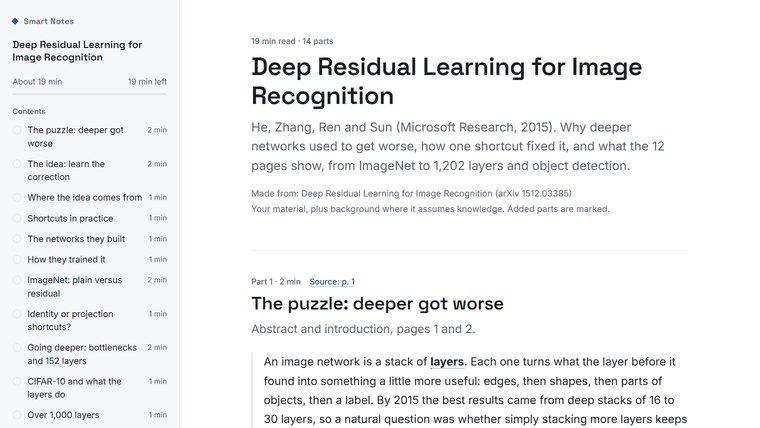 Smart Notes
Deep Residual Learning for
Image Recognition
About 19 min 19 min left
Contents
The puzzle: deeper got 2 min
worse
The idea: learn the 2 min
correction
Where the idea comes from 1 min
Shortcuts in practice 1 min
The networks they built 1 min
How they trained it 1 min
ImageNet: plain versus 2 min
residual
Identity or projection 1 min
shortcuts?
Going deeper: bottlenecks 2 min
and 152 layers
CIFAR-10 and what the 1 min
layers do
Over 1,000 layers 1 min
19 min read · 14 parts
Deep Residual Learning for Image
Recognition
He, Zhang, Ren and Sun (Microsoft Research, 2015). Why deeper
networks used to get worse, how one shortcut fixed it, and what the 12
pages show, from ImageNet to 1,202 layers and object detection.
Made from: Deep Residual Learning for Image Recognition (arXiv 1512.03385)
Your material, plus background where it assumes knowledge. Added parts are marked.
Part 1 · 2 min Source: p. 1
The puzzle: deeper got worse
Abstract and introduction, pages 1 and 2.
An image network is a stack of layers. Each one turns what the layer before it
found into something a little more useful: edges, then shapes, then parts of
objects, then a label. By 2015 the best results came from deep stacks of 16 to
30 layers, so a natural question was whether simply stacking more layers keeps